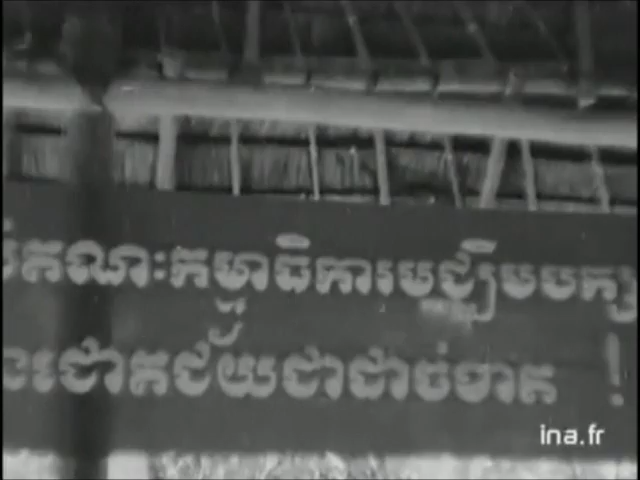 គណៈកម្មាធិការមជ្ឈិមបក្ស
ជោគជ័យជាដាច់ខាត !
ina.fr